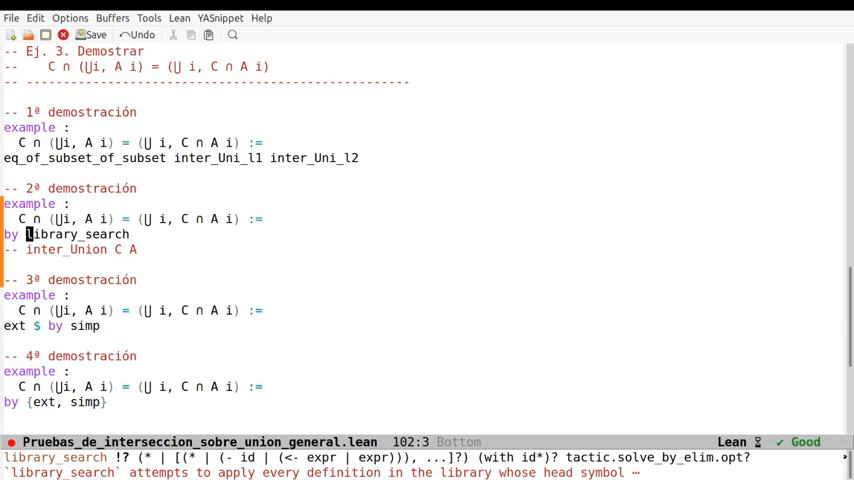 File Edit Options Buffers Tools Lean YASnippet Help
Save Undo
-- Ej. 3. Demostrar
--    C ∩ (⋃i, A i) = (⋃ i, C ∩ A i)
-- ----------------------------------------------------
-- 1ª demostración
example :
  C ∩ (⋃i, A i) = (⋃ i, C ∩ A i) :=
eq_of_subset_of_subset inter_Uni_l1 inter_Uni_l2
-- 2ª demostración
example :
  C ∩ (⋃i, A i) = (⋃ i, C ∩ A i) :=
by library_search
-- inter_Union C A
-- 3ª demostración
example :
  C ∩ (⋃i, A i) = (⋃ i, C ∩ A i) :=
ext $ by simp
-- 4ª demostración
example :
  C ∩ (⋃i, A i) = (⋃ i, C ∩ A i) :=
by {ext, simp}
Pruebas_de_interseccion_sobre_union_general.lean 102:3 Bottom Lean ⌛ ✓ Good
library_search !? (* | [(* | (- id | (<- expr | expr))), ...]?) (with id*)? tactic.solve_by_elim.opt?
`library_search` attempts to apply every definition in the library whose head symbol ⋯